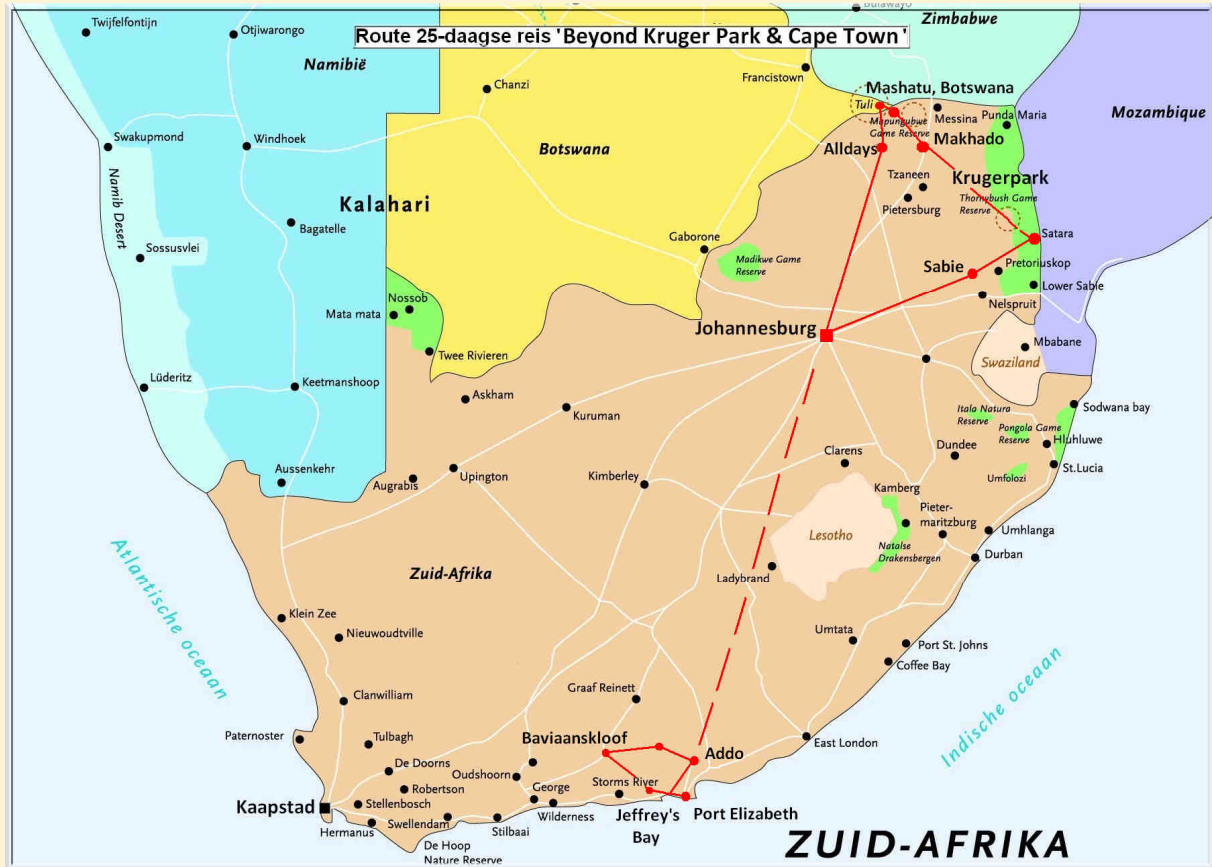 Bulawayo
Zimbabwe
Twijfelfontijn
Otjiwarongo
Route 25-daagse reis 'Beyond Kruger Park & Cape Town'
Namibië
Francistown
Chanzi
Mashatu, Botswana
Tuli
Mapungubwe
Game Reserve
Messina
Punda Maria
Mozambique
Swakupmond
Windhoek
Botswana
Alldays
Makhado
Namib Desert
Tzaneen
Krugerpark
Kalahari
Pietersburg
Thornybush Game
Reserve
Bagatelle
Gaborone
Satara
Sossusvlei
Madikwe Game
Reserve
Sabie
Pretoriuskop
Lower Sabie
Nossob
Nelspruit
Mata mata
Johannesburg
Mbabane
Twee Rivieren
Swaziland
Lüderitz
Keetmanshoop
Askham
Kuruman
Itala Natura
Reserve
Sodwana bay
Pongola Game
Reserve
Hluhluwe
Dundee
Clarens
St.Lucia
Aussenkehr
Augrabis
Upington
Kimberley
Umfolozi
Kamberg
Pieter-
maritzburg
Umhlanga
Lesotho
Natalse
Drakensbergen
Durban
Atlantische oceaan
Zuid-Afrika
Ladybrand
Klein Zee
Nieuwoudtville
Umtata
Port St. Johns
Coffee Bay
Indische oceaan
Clanwilliam
Graaf Reinett
Paternoster
Tulbagh
Baviaanskloof
Addo
East London
De Doorns
Oudshoorn
Robertson
George
Storms River
Kaapstad
Stellenbosch
Wilderness
Jeffrey's
Bay
Port Elizabeth
Hermanus
Swellendam
Stilbaai
De Hoop
Nature Reserve
ZUID-AFRIKA